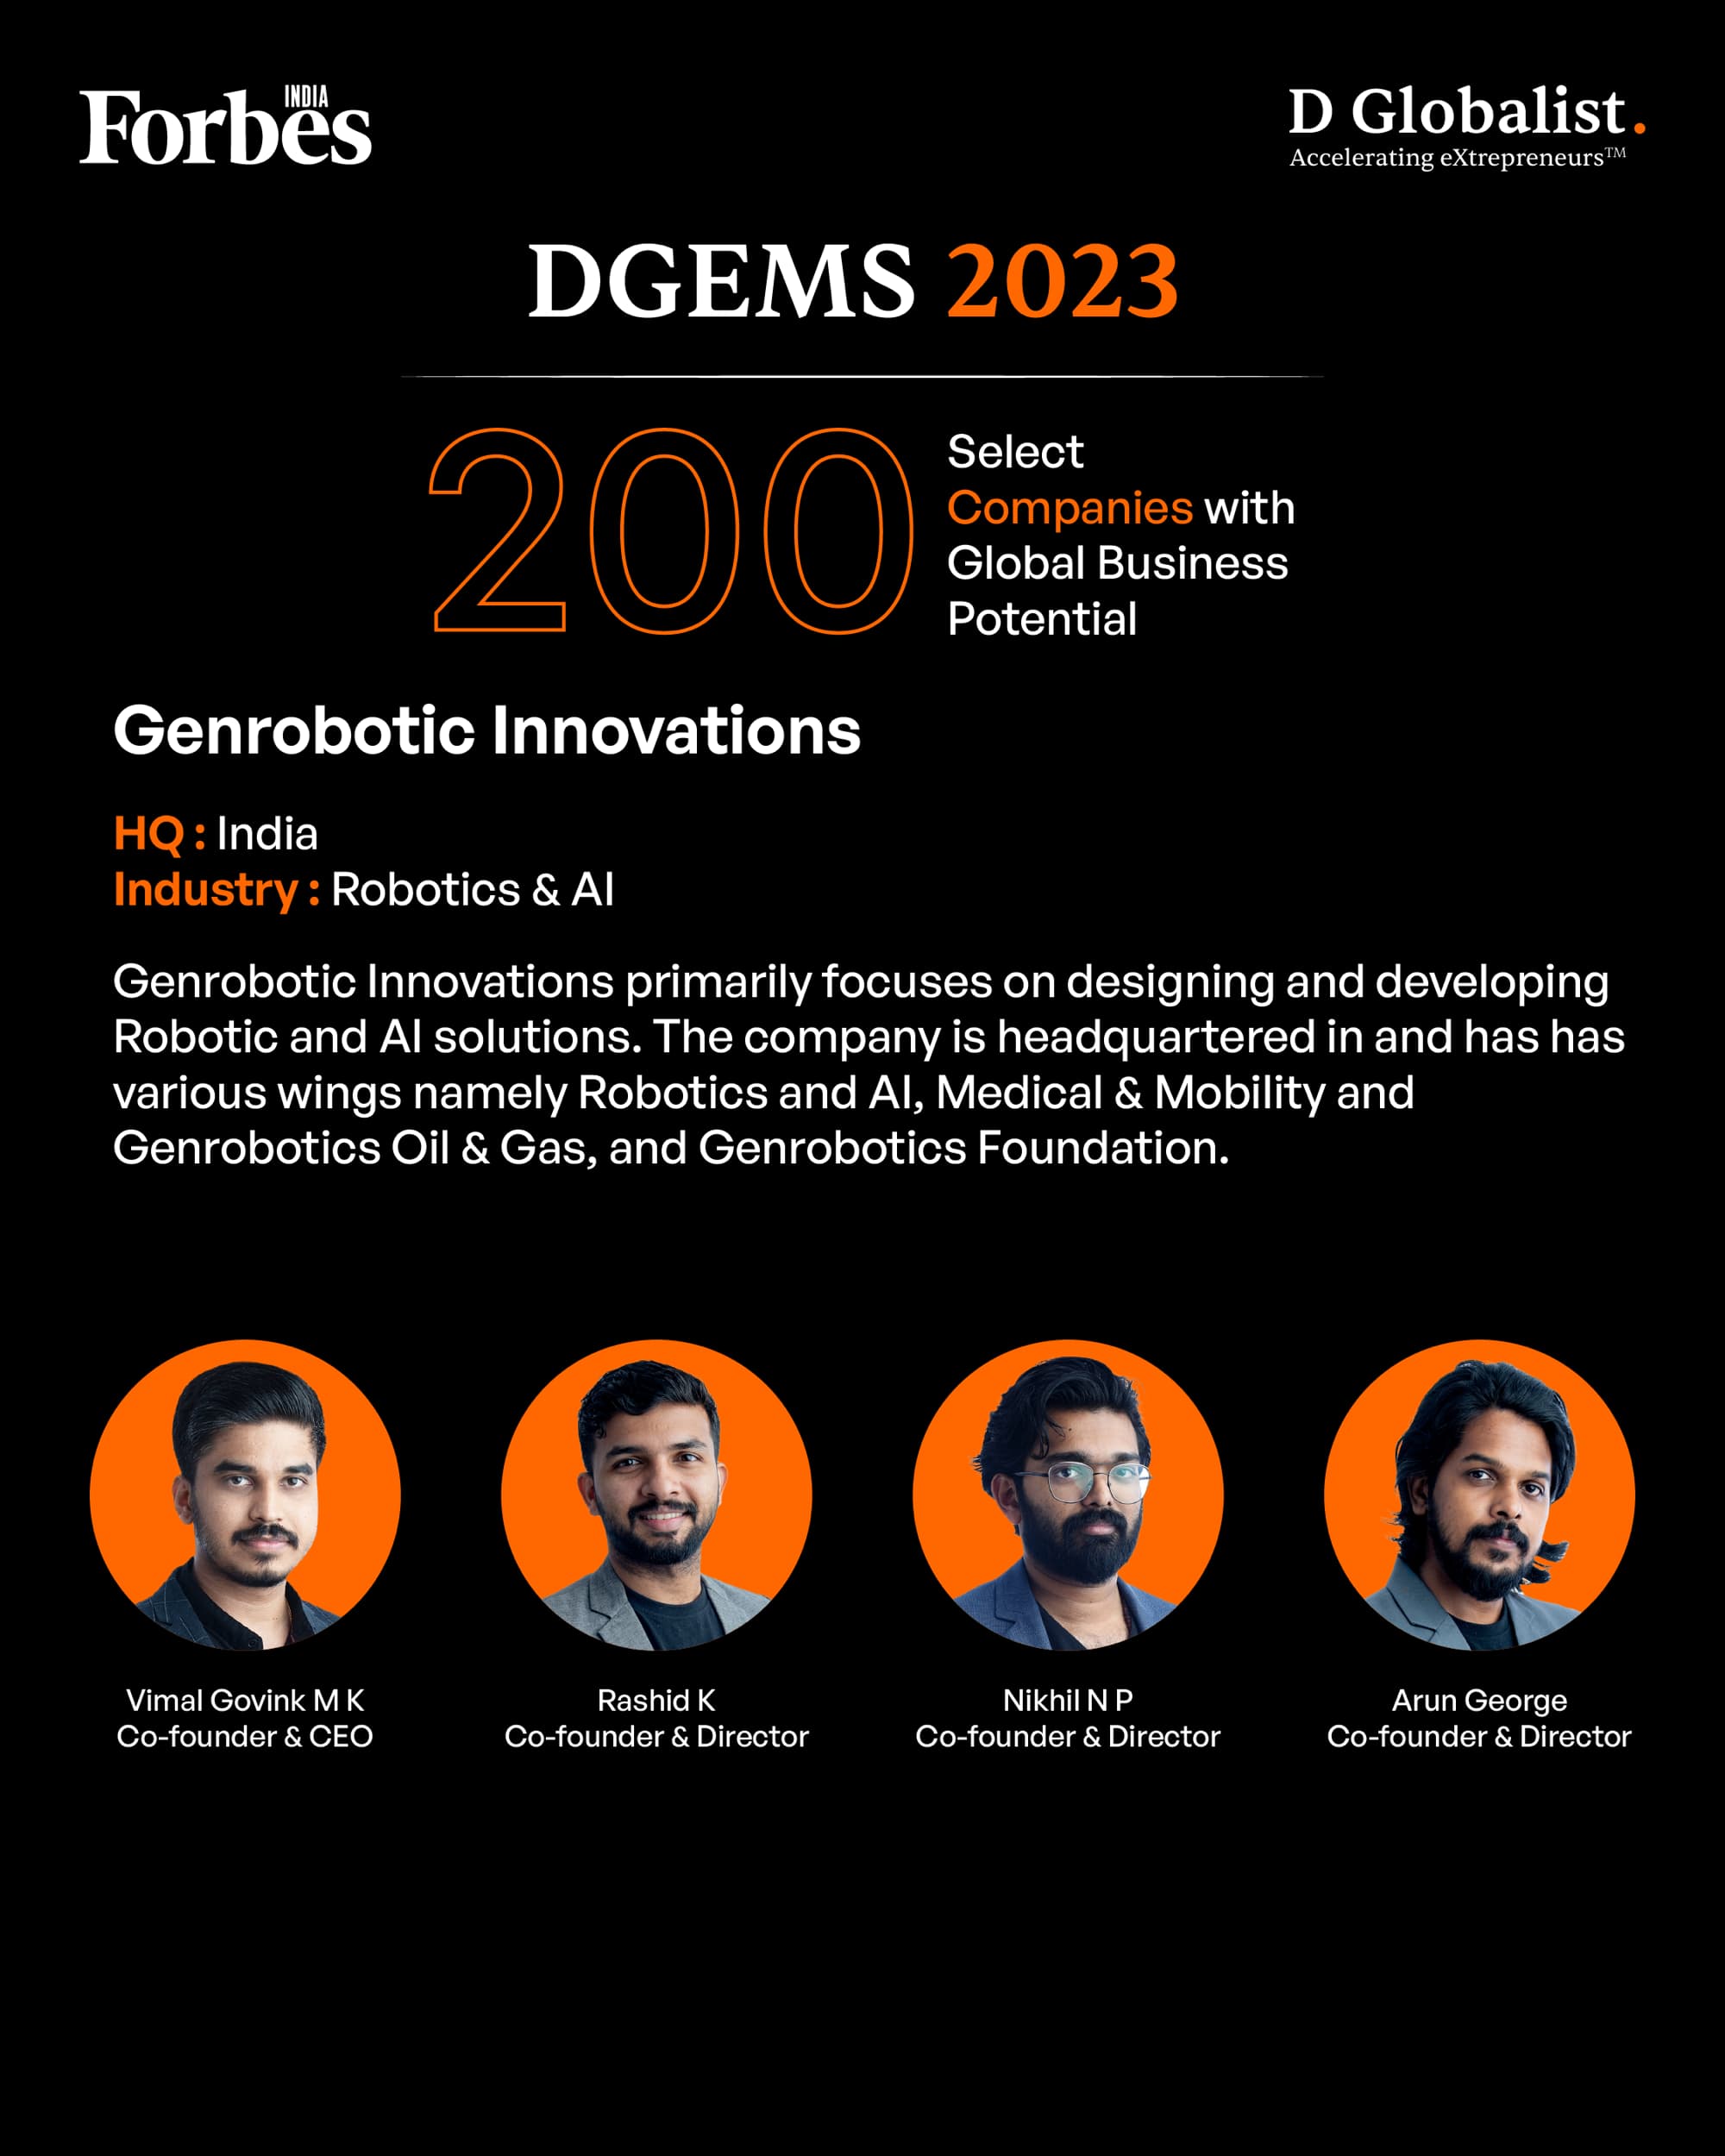 Forbes INDIA
D Globalist.
Accelerating eXtrepreneurs™
DGEMS 2023
200
Select
Companies with
Global Business
Potential
Genrobotic Innovations
HQ : India
Industry : Robotics & AI
Genrobotic Innovations primarily focuses on designing and developing
Robotic and AI solutions. The company is headquartered in and has has
various wings namely Robotics and AI, Medical & Mobility and
Genrobotics Oil & Gas, and Genrobotics Foundation.
Vimal Govink M K
Co-founder & CEO
Rashid K
Co-founder & Director
Nikhil N P
Co-founder & Director
Arun George
Co-founder & Director